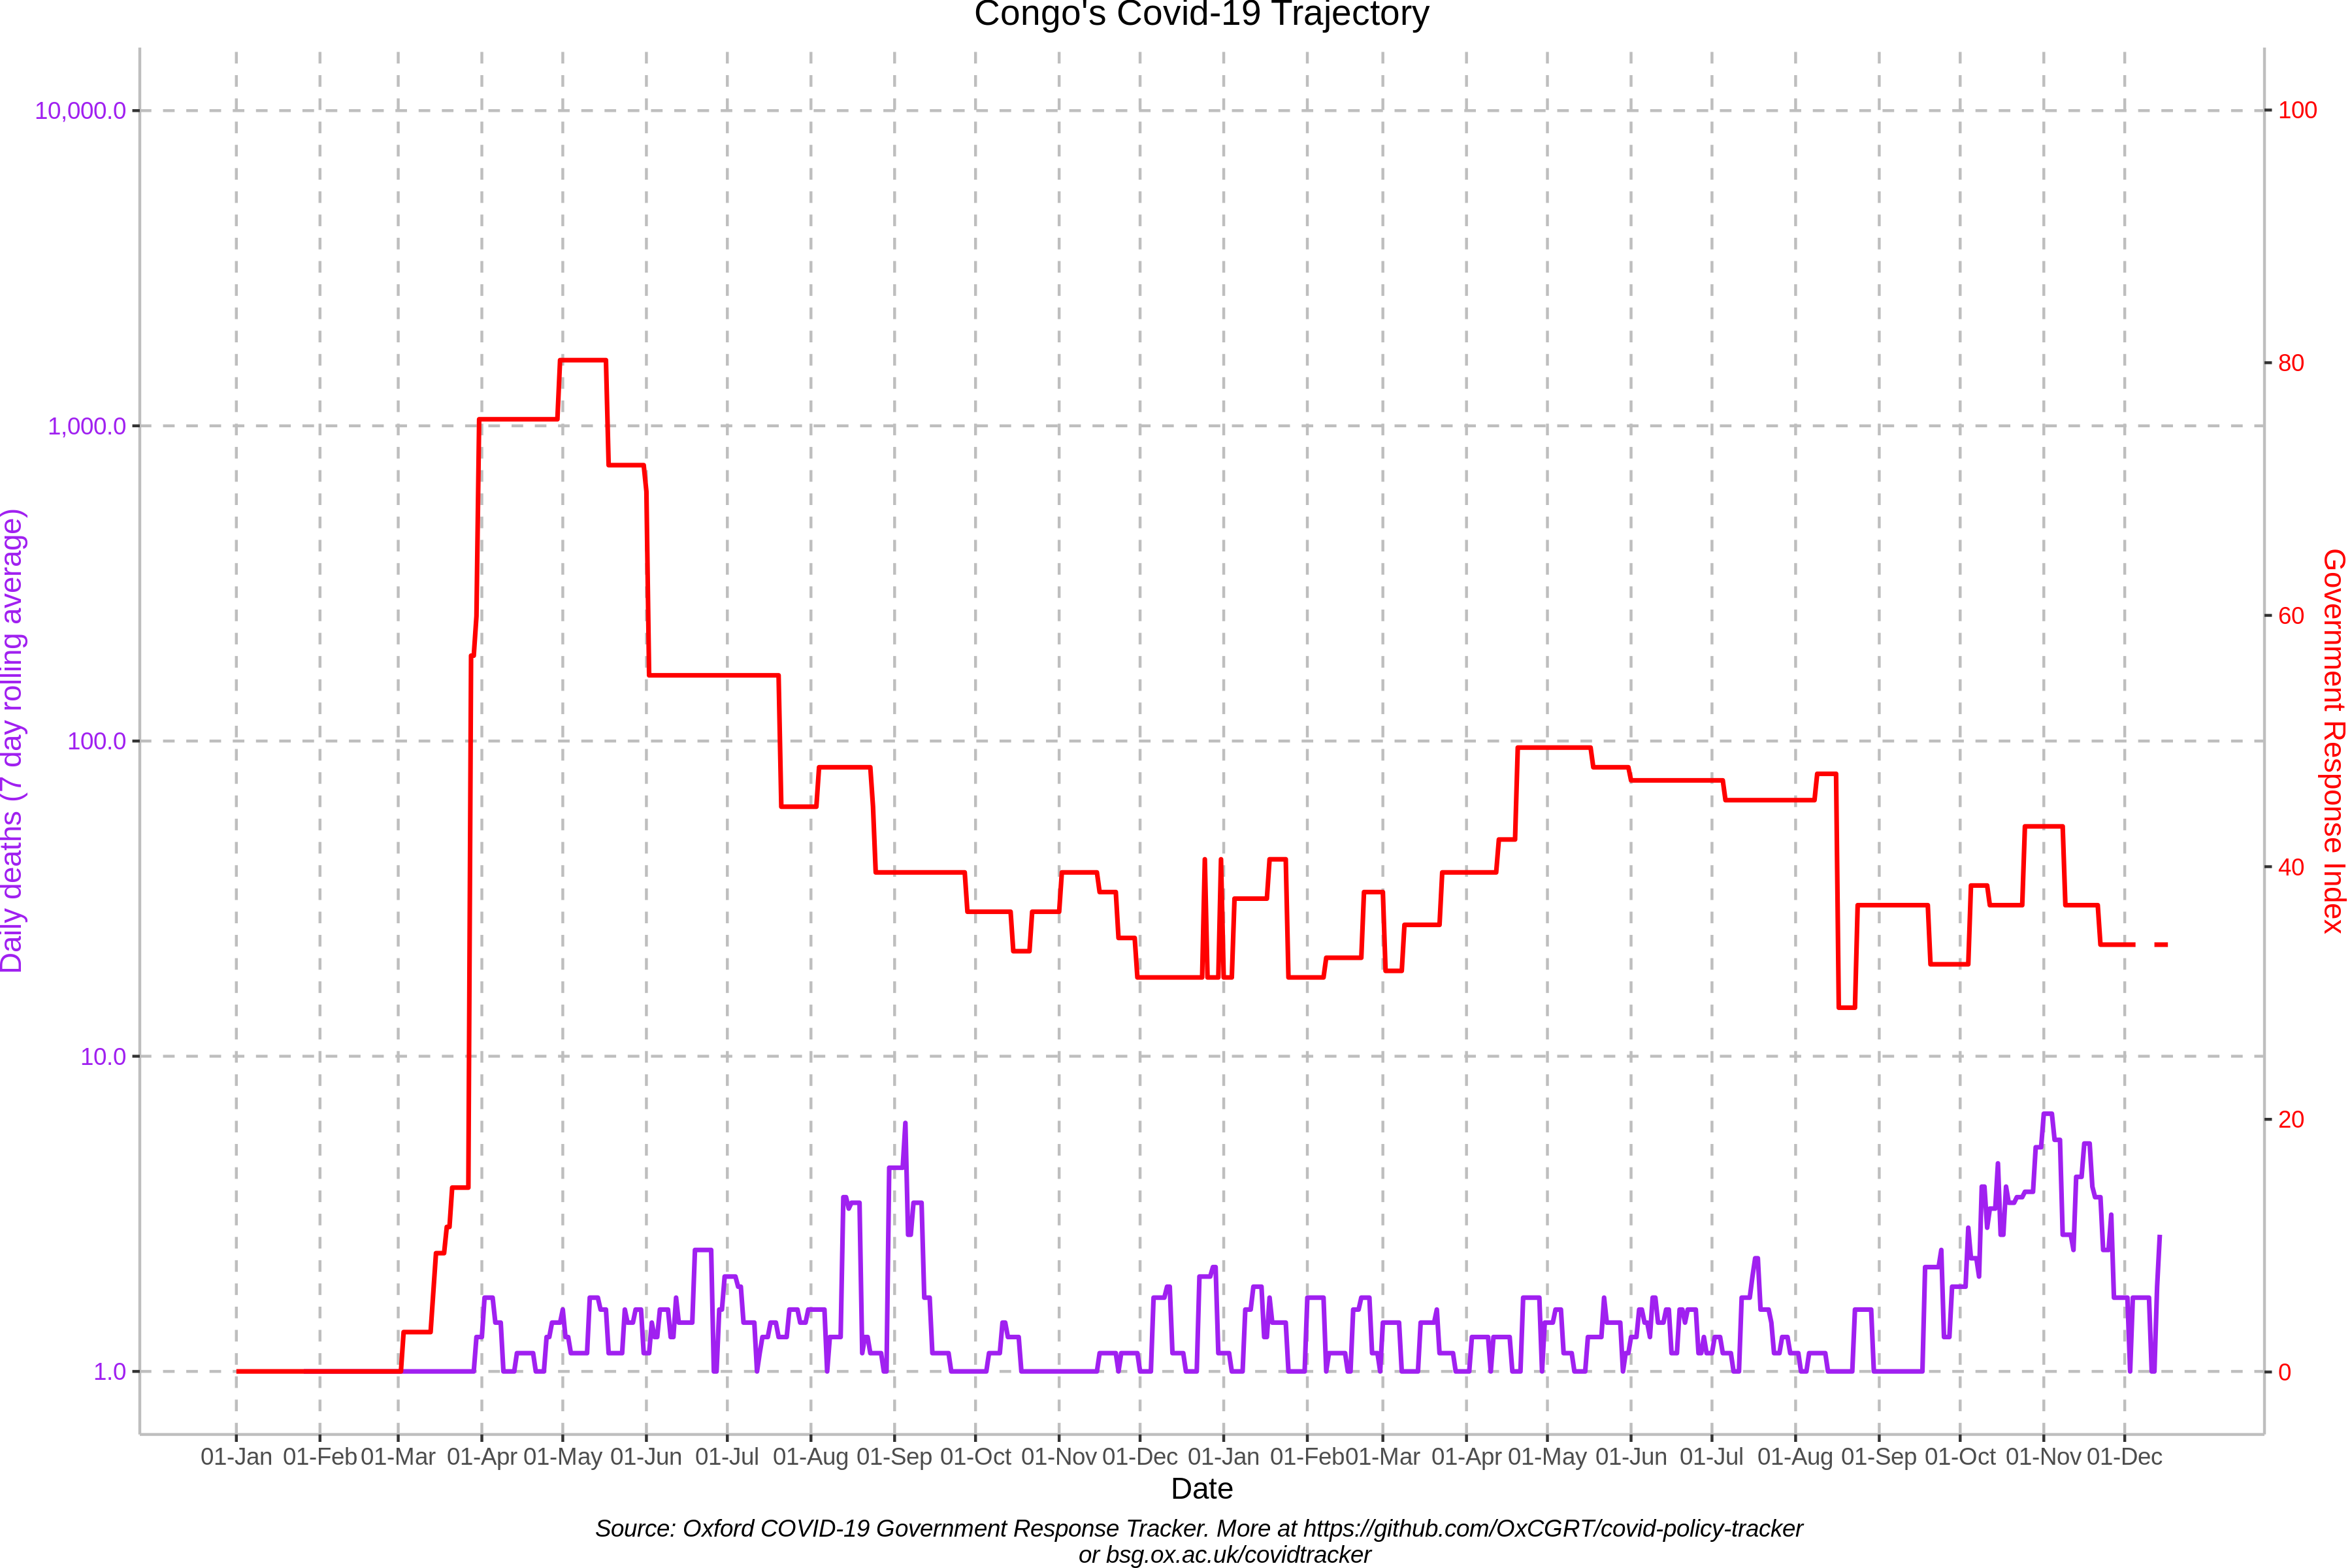 Congo's Covid-19 Trajectory
10,000.0
1,000.0
100.0
10.0
1.0
Daily deaths (7 day rolling average)
100
80
60
40
20
0
Government Response Index
01-Jan 01-Feb 01-Mar 01-Apr 01-May 01-Jun 01-Jul 01-Aug 01-Sep 01-Oct 01-Nov 01-Dec 01-Jan 01-Feb 01-Mar 01-Apr 01-May 01-Jun 01-Jul 01-Aug 01-Sep 01-Oct 01-Nov 01-Dec
Date
Source: Oxford COVID-19 Government Response Tracker. More at https://github.com/OxCGRT/covid-policy-tracker
or bsg.ox.ac.uk/covidtracker